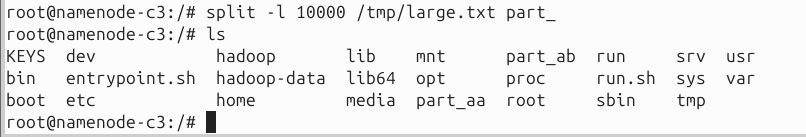 root@namenode-c3:/# split -l 10000 /tmp/large.txt part_
root@namenode-c3:/# ls
KEYS dev hadoop lib mnt part_ab run srv usr
bin entrypoint.sh hadoop-data lib64 opt proc run.sh sys var
boot etc home media part_aa root sbin tmp
root@namenode-c3:/#